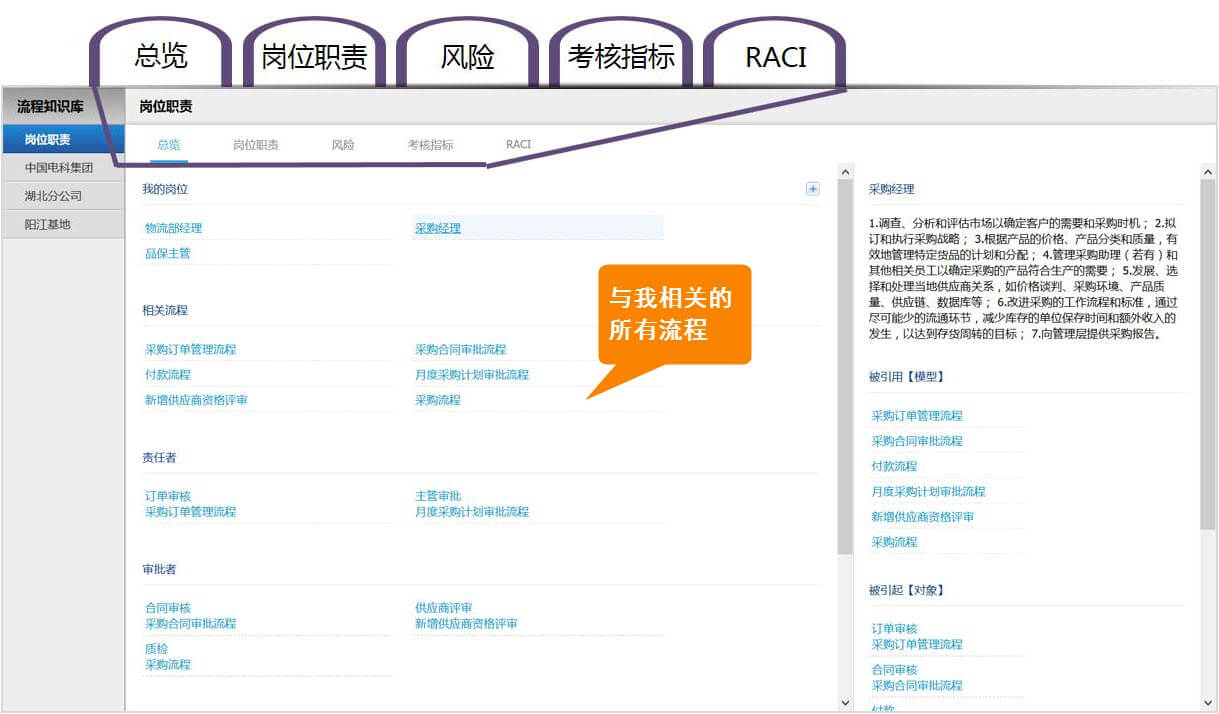 总览
岗位职责
风险
考核指标
RACI
流程知识库
岗位职责
岗位职责
中国电科集团
湖北分公司
阳江基地
总览
岗位职责
风险
考核指标
RACI
我的岗位
物流部经理
采购经理
品保主管
相关流程
采购订单管理流程
采购合同审批流程
付款流程
月度采购计划审批流程
新增供应商资格评审
采购流程
与我相关的
所有流程
责任者
订单审核
采购订单管理流程
主管审批
月度采购计划审批流程
审批者
合同审核
采购合同审批流程
供应商评审
新增供应商资格评审
质检
采购流程
采购经理
1.调查、分析和评估市场以确定客户的需要和采购时机； 2.拟
订和执行采购战略； 3.根据产品的价格、产品分类和质量，有
效地管理特定货品的计划和分配； 4.管理采购助理（若有）和
其他相关员工以确定采购的产品符合生产的需要； 5.发展、选
择和处理当地供应商关系，如价格谈判、采购环境、产品质
量、供应链、数据库等； 6.改进采购的工作流程和标准，通过
尽可能少的流通环节，减少库存的单位保存时间和额外收入的
发生，以达到存货周转的目标； 7.向管理层提供采购报告。
被引用【模型】
采购订单管理流程
采购合同审批流程
付款流程
月度采购计划审批流程
新增供应商资格评审
采购流程
被引起【对象】
订单审核
采购订单管理流程
合同审核
采购合同审批流程
付款